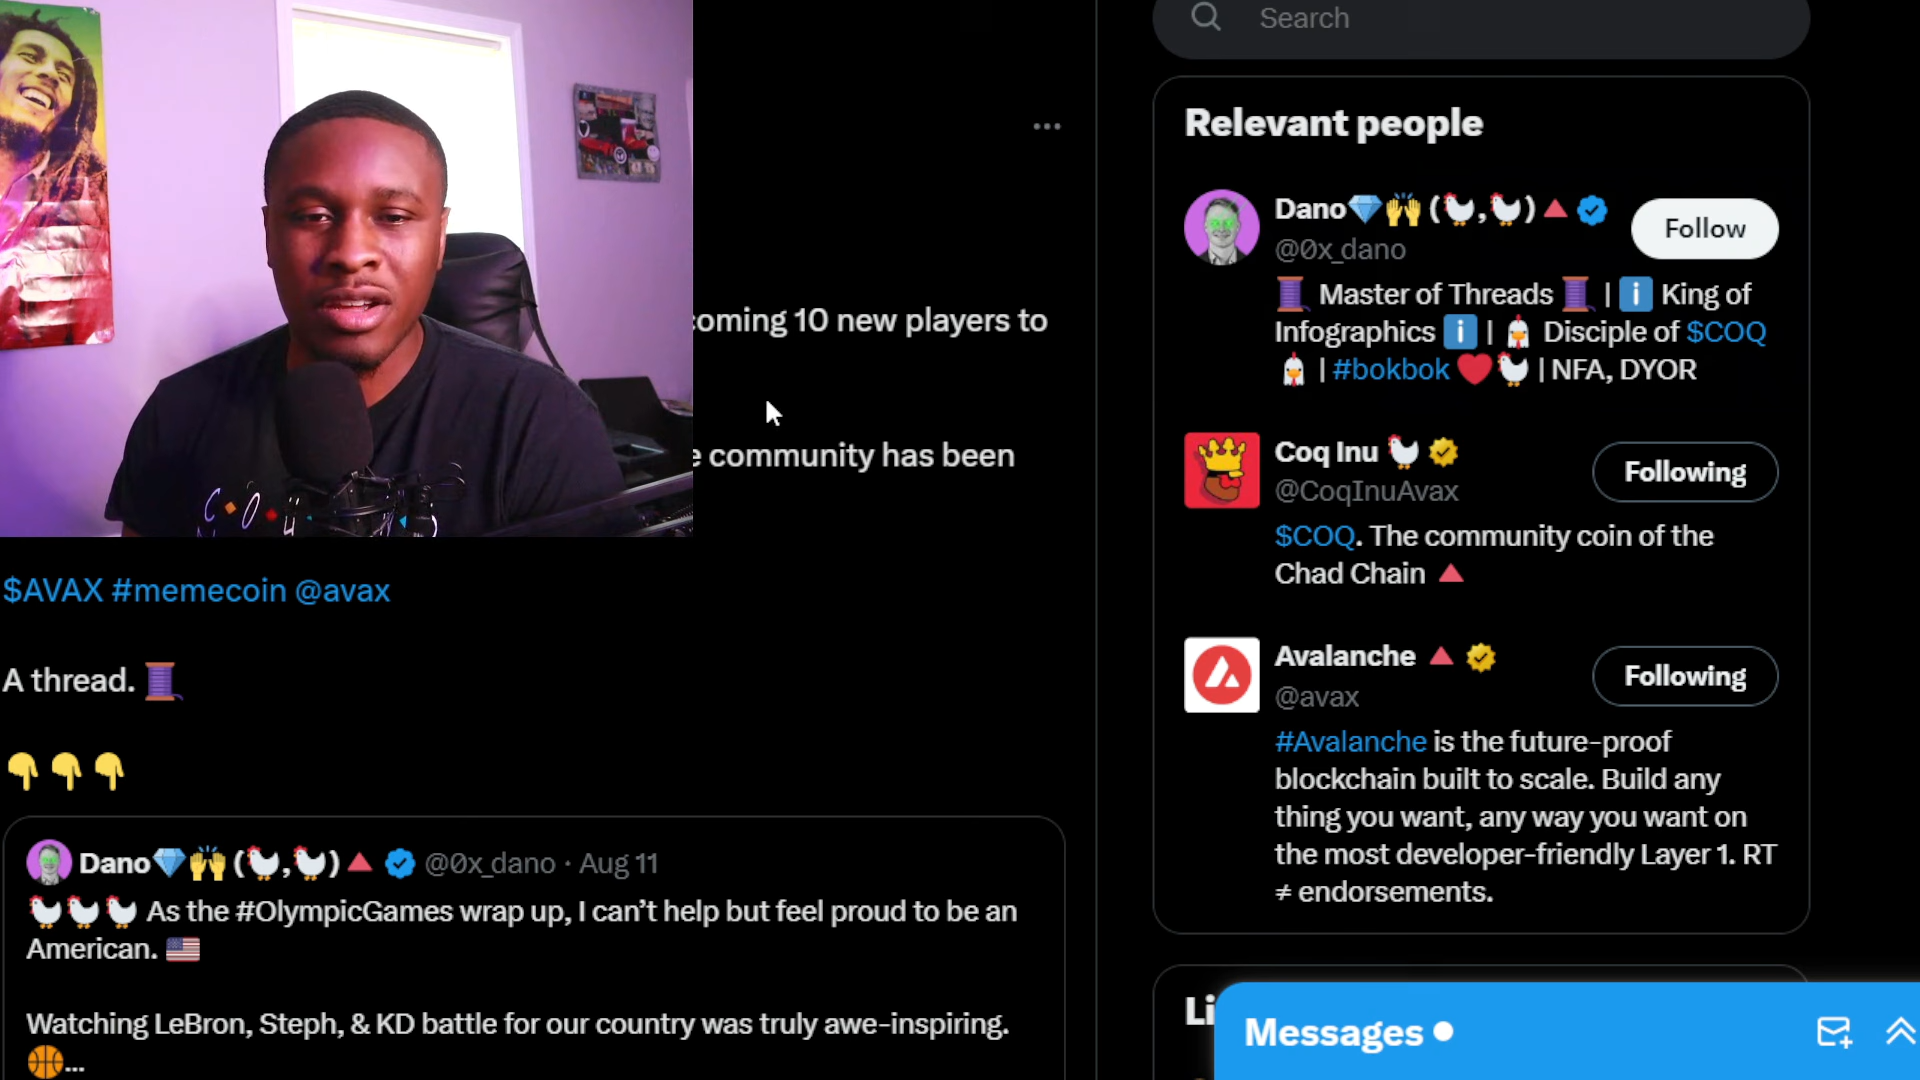 coming 10 new players to
e community has been
$AVAX #memecoin @avax
A thread.
Dano @0x_dano · Aug 11
As the #OlympicGames wrap up, I can't help but feel proud to be an
American.
Watching LeBron, Steph, & KD battle for our country was truly awe-inspiring.
...
Search
Relevant people
Dano (,)
@0x_dano
Follow
Master of Threads | King of
Infographics | Disciple of $COQ
| #bokbok | NFA, DYOR
Coq Inu
@CoqInuAvax
Following
$COQ. The community coin of the
Chad Chain
Avalanche
@avax
Following
#Avalanche is the future-proof
blockchain built to scale. Build any
thing you want, any way you want on
the most developer-friendly Layer 1. RT
≠ endorsements.
Li
Messages